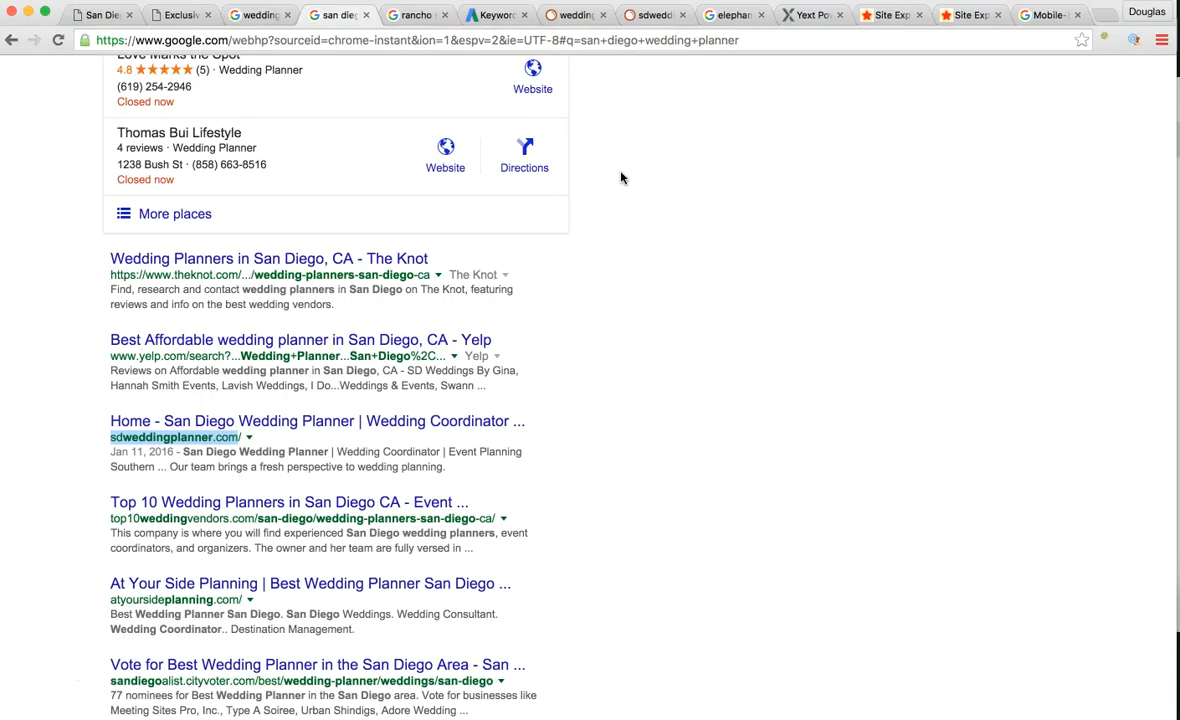 San Die
Exclusiv
wedding
san dieg
rancho
Keyword
wedding
sdweddi
elephan
Yext Po
Site Exp
Site Exp
Mobile-
Douglas
https://www.google.com/webhp?sourceid=chrome-instant&ion=1&espv=2&ie=UTF-8#q=san+diego+wedding+planner
Love Marks the Spot
4.8 ★★★★★ (5) · Wedding Planner
(619) 254-2946
Closed now
Website
Thomas Bui Lifestyle
4 reviews · Wedding Planner
1238 Bush St · (858) 663-8516
Closed now
Website
Directions
More places
Wedding Planners in San Diego, CA - The Knot
https://www.theknot.com/.../wedding-planners-san-diego-ca The Knot
Find, research and contact wedding planners in San Diego on The Knot, featuring
reviews and info on the best wedding vendors.
Best Affordable wedding planner in San Diego, CA - Yelp
www.yelp.com/search?...Wedding+Planner...San+Diego%2C... Yelp
Reviews on Affordable wedding planner in San Diego, CA - SD Weddings By Gina,
Hannah Smith Events, Lavish Weddings, I Do...Weddings & Events, Swann ...
Home - San Diego Wedding Planner | Wedding Coordinator ...
sdweddingplanner.com/
Jan 11, 2016 - San Diego Wedding Planner | Wedding Coordinator | Event Planning
Southern ... Our team brings a fresh perspective to wedding planning.
Top 10 Wedding Planners in San Diego CA - Event ...
top10weddingvendors.com/san-diego/wedding-planners-san-diego-ca/
This company is where you will find experienced San Diego wedding planners, event
coordinators, and organizers. The owner and her team are fully versed in ...
At Your Side Planning | Best Wedding Planner San Diego ...
atyoursideplanning.com/
Best Wedding Planner San Diego. San Diego Weddings. Wedding Consultant.
Wedding Coordinator.. Destination Management.
Vote for Best Wedding Planner in the San Diego Area - San ...
sandiegoalist.cityvoter.com/best/wedding-planner/weddings/san-diego
77 nominees for Best Wedding Planner in the San Diego area. Vote for businesses like
Meeting Sites Pro, Inc., Type A Soiree, Urban Shindigs, Adore Wedding ...